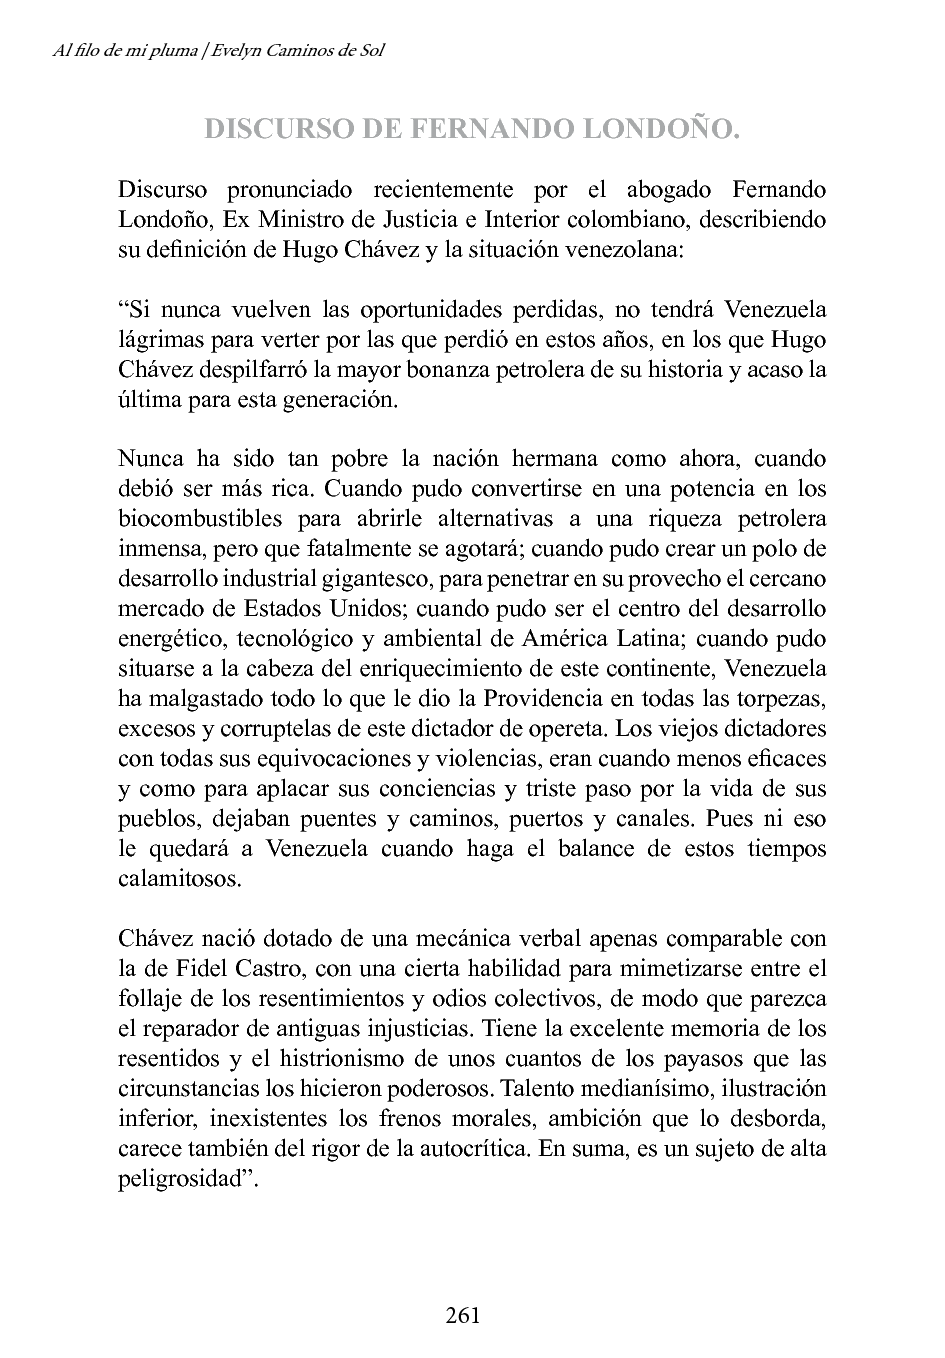 Al filo de mi pluma | Evelyn Caminos de Sol
DISCURSO DE FERNANDO LONDOÑO.
Discurso pronunciado recientemente por el abogado Fernando
Londoño, Ex Ministro de Justicia e Interior colombiano, describiendo
su definición de Hugo Chávez y la situación venezolana:
“Si nunca vuelven las oportunidades perdidas, no tendrá Venezuela
lágrimas para verter por las que perdió en estos años, en los que Hugo
Chávez despilfarró la mayor bonanza petrolera de su historia y acaso la
última para esta generación.
Nunca ha sido tan pobre la nación hermana como ahora, cuando
debió ser más rica. Cuando pudo convertirse en una potencia en los
biocombustibles para abrirle alternativas a una riqueza petrolera
inmensa, pero que fatalmente se agotará; cuando pudo crear un polo de
desarrollo industrial gigantesco, para penetrar en su provecho el cercano
mercado de Estados Unidos; cuando pudo ser el centro del desarrollo
energético, tecnológico y ambiental de América Latina; cuando pudo
situarse a la cabeza del enriquecimiento de este continente, Venezuela
ha malgastado todo lo que le dio la Providencia en todas las torpezas,
excesos y corruptelas de este dictador de opereta. Los viejos dictadores
con todas sus equivocaciones y violencias, eran cuando menos eficaces
y como para aplacar sus conciencias y triste paso por la vida de sus
pueblos, dejaban puentes y caminos, puertos y canales. Pues ni eso
le quedará a Venezuela cuando haga el balance de estos tiempos
calamitosos.
Chávez nació dotado de una mecánica verbal apenas comparable con
la de Fidel Castro, con una cierta habilidad para mimetizarse entre el
follaje de los resentimientos y odios colectivos, de modo que parezca
el reparador de antiguas injusticias. Tiene la excelente memoria de los
resentidos y el histrionismo de unos cuantos de los payasos que las
circunstancias los hicieron poderosos. Talento medianísimo, ilustración
inferior, inexistentes los frenos morales, ambición que lo desborda,
carece también del rigor de la autocrítica. En suma, es un sujeto de alta
peligrosidad”.
261